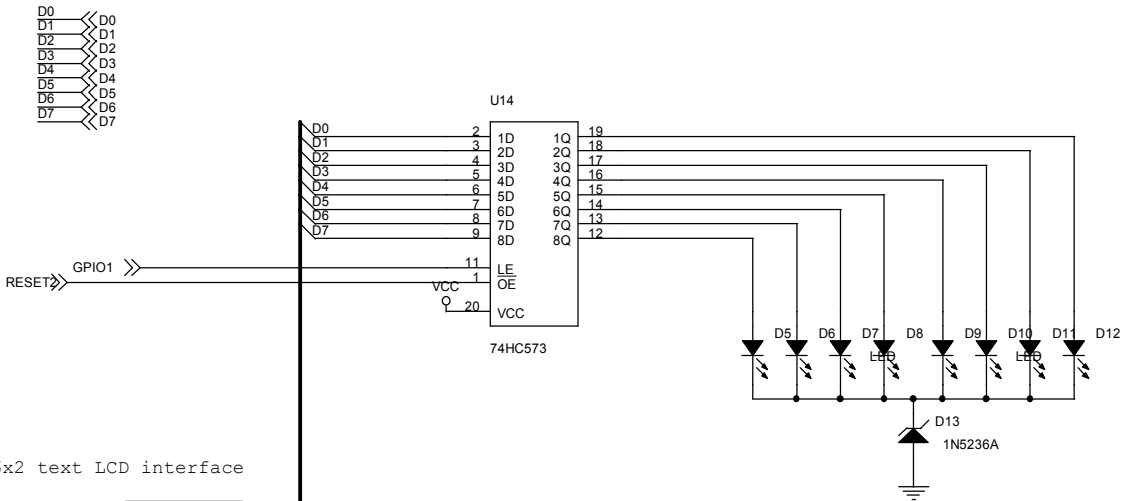 D0
D1
D2
D3
D4
D5
D6
D7
D0
D1
D2
D3
D4
D5
D6
D7
GPIO1
RESET2
D0
D1
D2
D3
D4
D5
D6
D7
U14
2
3
4
5
6
7
8
9
11
1
20
VCC
1D
2D
3D
4D
5D
6D
7D
8D
LE
OE
VCC
1Q
2Q
3Q
4Q
5Q
6Q
7Q
8Q
19
18
17
16
15
14
13
12
74HC573
D5 D6 D7 D8 D9 D10 D11 D12
LED LED
D13
1N5236A
x2 text LCD interface